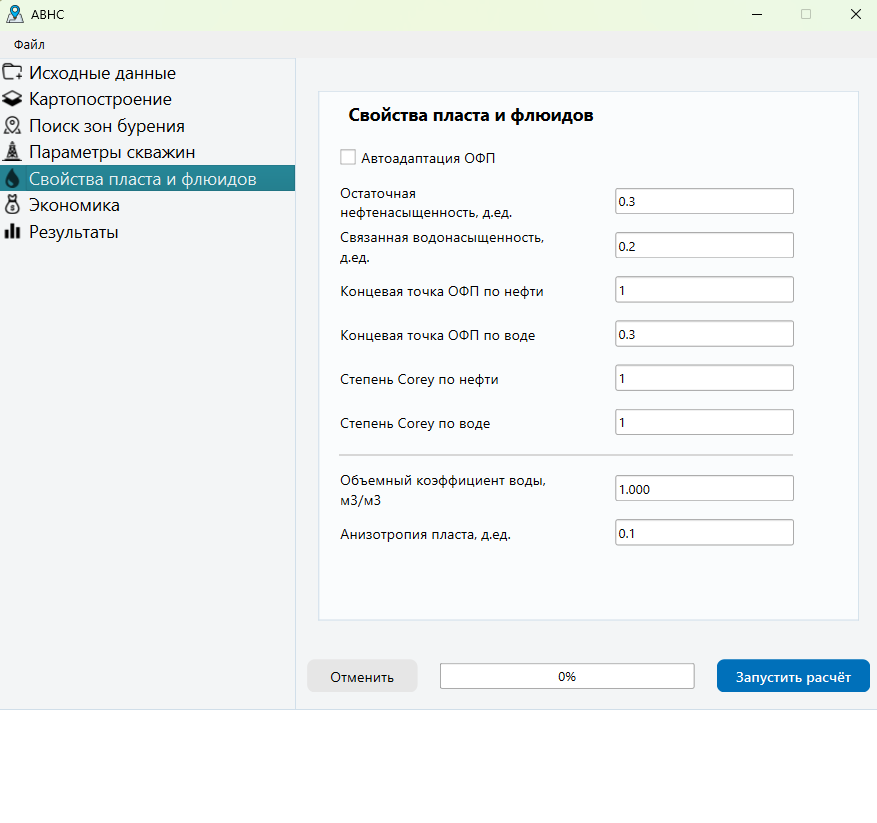 АВНС
Файл
Исходные данные
Картопостроение
Поиск зон бурения
Параметры скважин
Свойства пласта и флюидов
Экономика
Результаты
Свойства пласта и флюидов
Автоадаптация ОФП
Остаточная
нефтенасыщенность, д.ед.
0.3
Связанная водонасыщенность,
д.ед.
0.2
Концевая точка ОФП по нефти
1
Концевая точка ОФП по воде
0.3
Степень Corey по нефти
1
Степень Corey по воде
1
Объемный коэффициент воды,
м3/м3
1.000
Анизотропия пласта, д.ед.
0.1
Отменить
0%
Запустить расчёт